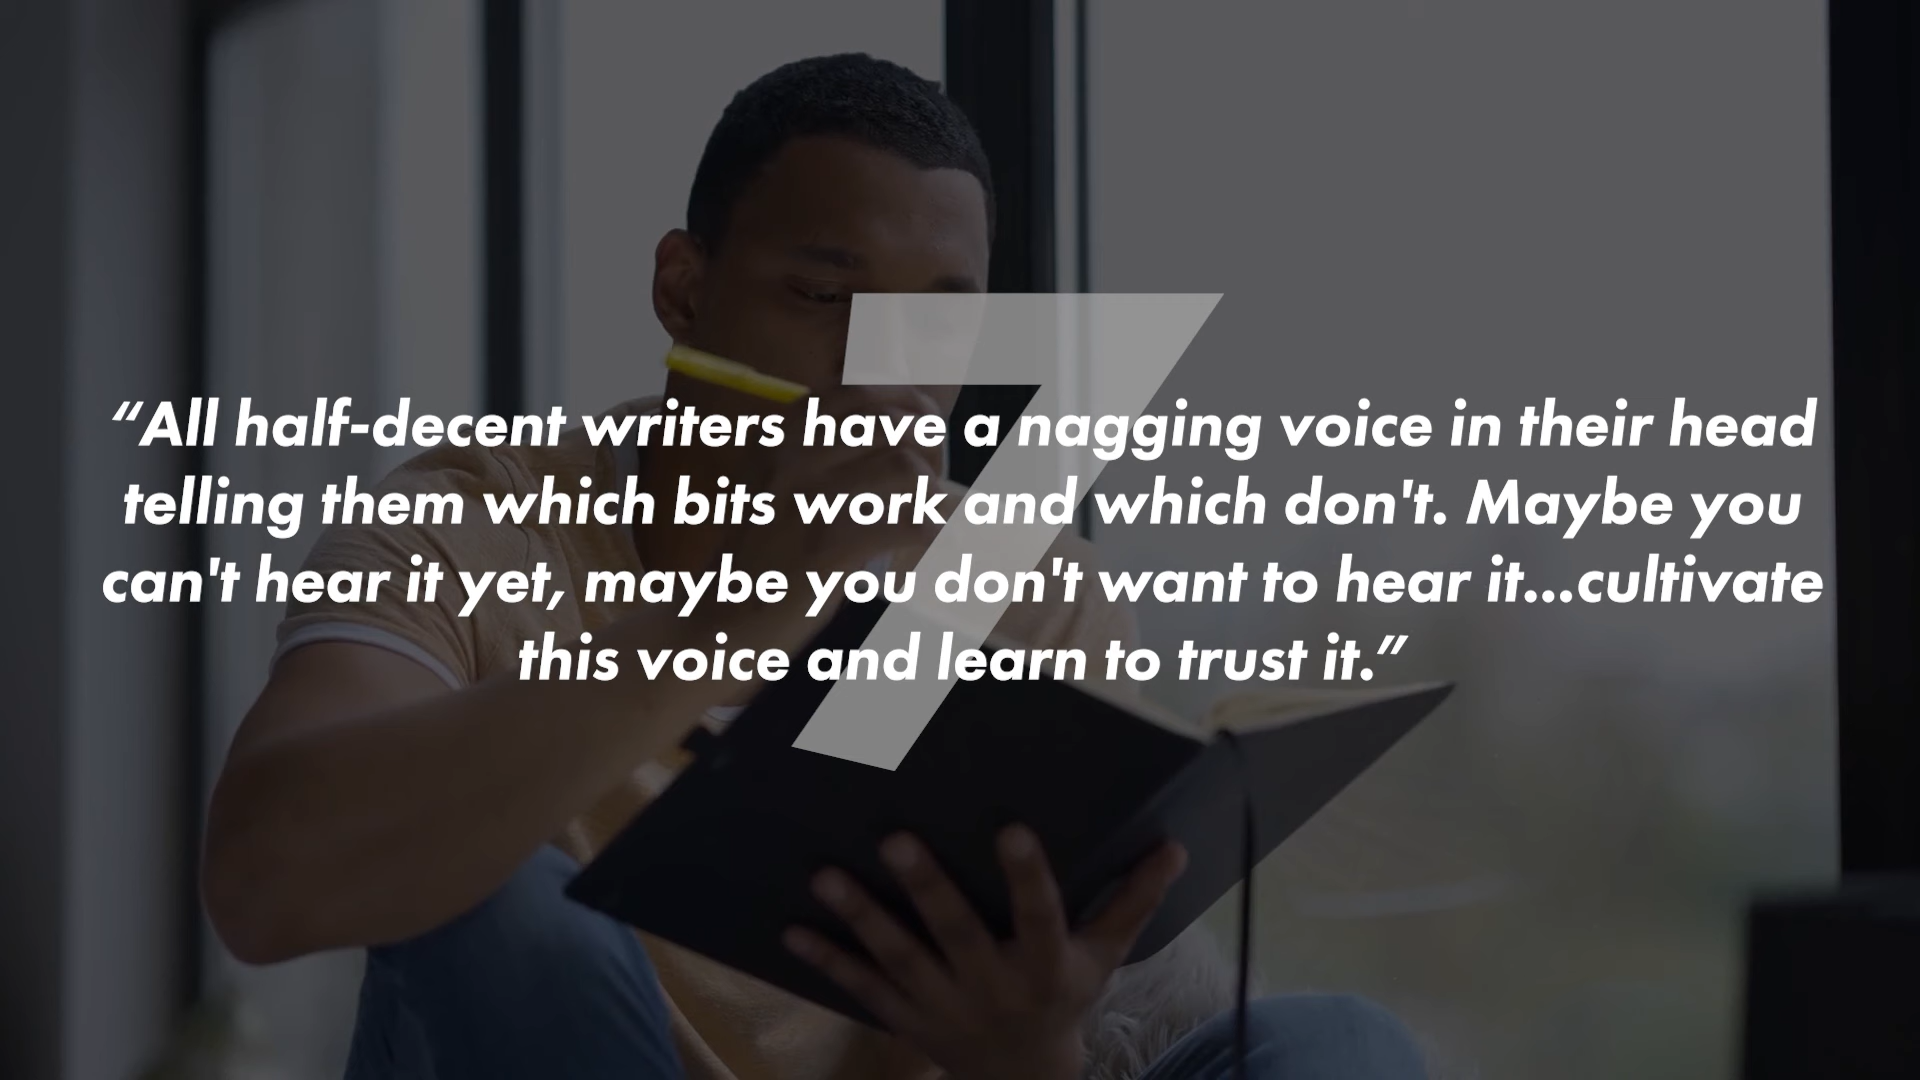 7
“All half-decent writers have a nagging voice in their head
telling them which bits work and which don't. Maybe you
can't hear it yet, maybe you don't want to hear it...cultivate
this voice and learn to trust it.”